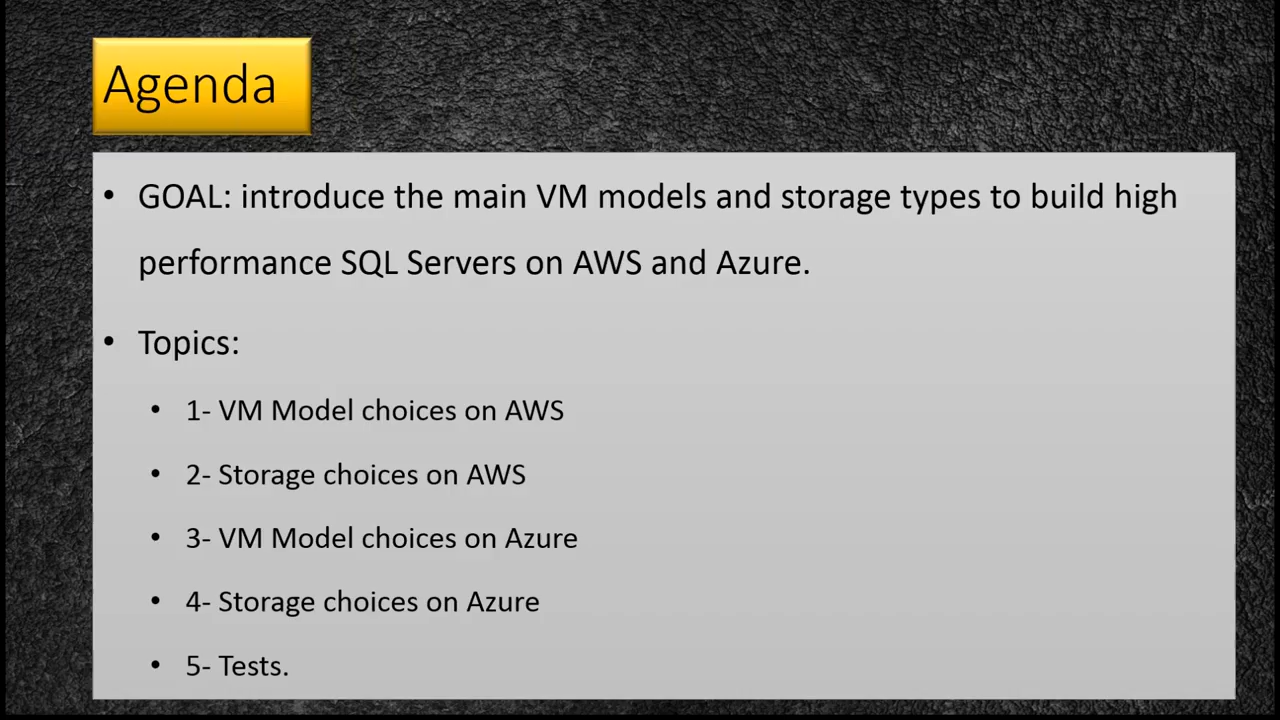 Agenda
• GOAL: introduce the main VM models and storage types to build high
performance SQL Servers on AWS and Azure.
• Topics:
• 1- VM Model choices on AWS
• 2- Storage choices on AWS
• 3- VM Model choices on Azure
• 4- Storage choices on Azure
• 5- Tests.